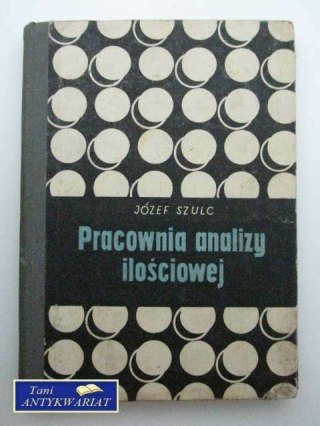 JÓZEF SZULC
Pracownia analizy
ilościowej
Tani
ANTYKWARIAT